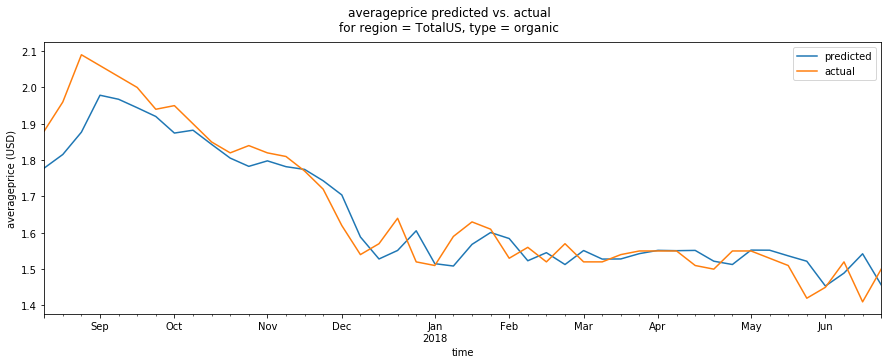 averageprice predicted vs. actual
for region = TotalUS, type = organic
predicted
actual
averageprice (USD)
2.1
2.0
1.9
1.8
1.7
1.6
1.5
1.4
Sep
Oct
Nov
Dec
Jan
2018
Feb
Mar
Apr
May
Jun
time